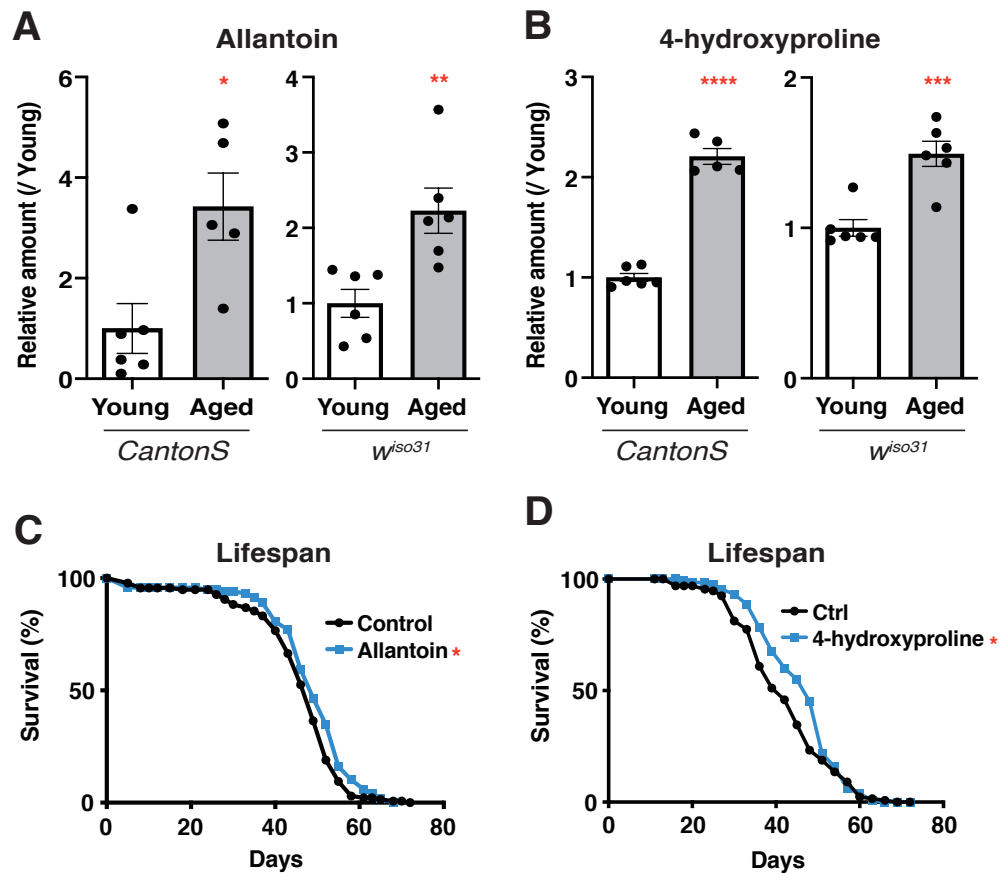 A
Allantoin
Relative amount (/ Young)
6
4
2
0
*
Young Aged
CantonS
4
3
2
1
0
**
Young Aged
wiso31
B
4-hydroxyproline
Relative amount (/ Young)
3
2
1
0
****
Young Aged
CantonS
2
1
0
***
Young Aged
wiso31
C
Lifespan
Survival (%)
100
50
0
Control
Allantoin *
0 20 40 60 80
Days
D
Lifespan
Survival (%)
100
50
0
Ctrl
4-hydroxyproline *
0 20 40 60 80
Days